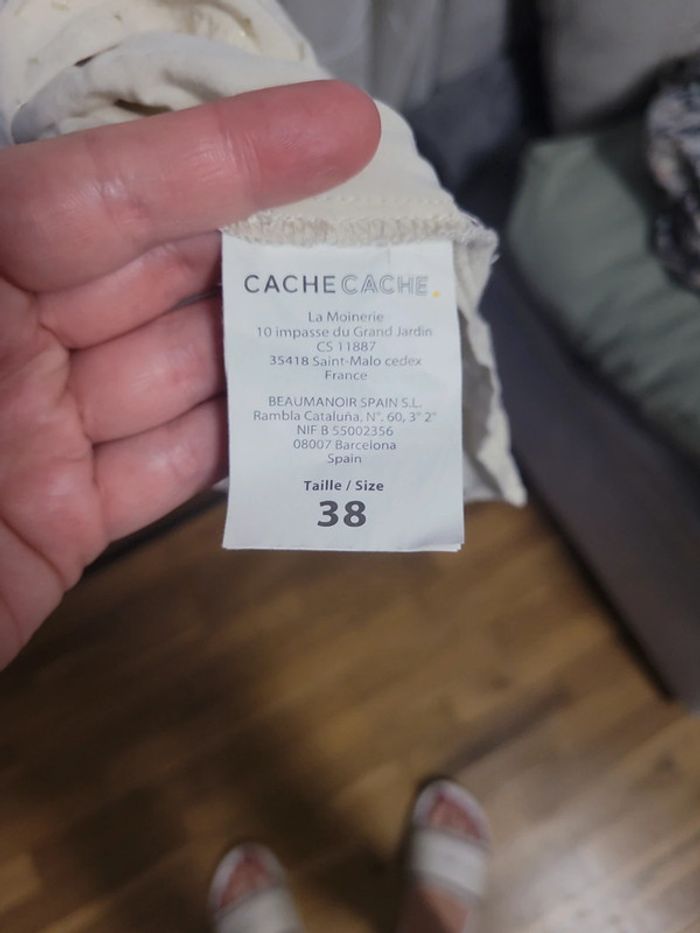 CACHE CACHE.
La Moinerie
10 impasse du Grand Jardin
CS 11887
35418 Saint-Malo cedex
France
BEAUMANOIR SPAIN S.L.
Rambla Cataluña, N°. 60, 3° 2°
NIF B 55002356
08007 Barcelona
Spain
Taille / Size
38